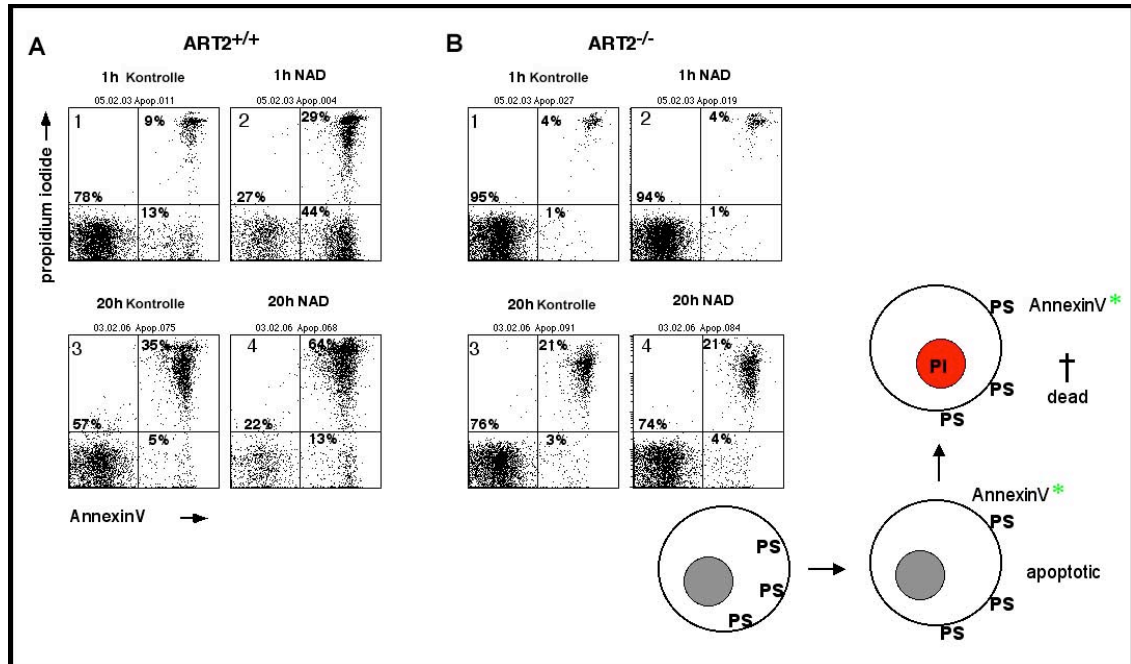 A
ART2+/+
1h Kontrolle
1h NAD
05.02.03 Apop.011
05.02.03 Apop.004
1
9%
78%
13%
2
29%
27%
44%
propidium iodide
20h Kontrolle
20h NAD
03.02.06 Apop.075
03.02.06 Apop.068
3
35%
57%
5%
4
64%
22%
13%
AnnexinV
B
ART2-/-
1h Kontrolle
1h NAD
05.02.03 Apop.027
05.02.03 Apop.019
1
4%
95%
1%
2
4%
94%
1%
20h Kontrolle
20h NAD
03.02.06 Apop.091
03.02.06 Apop.084
3
21%
76%
3%
4
21%
74%
4%
PS
PS
PS
AnnexinV*
PS
apoptotic
PS
PS
PS
AnnexinV*
PI
†
dead
PS
PS